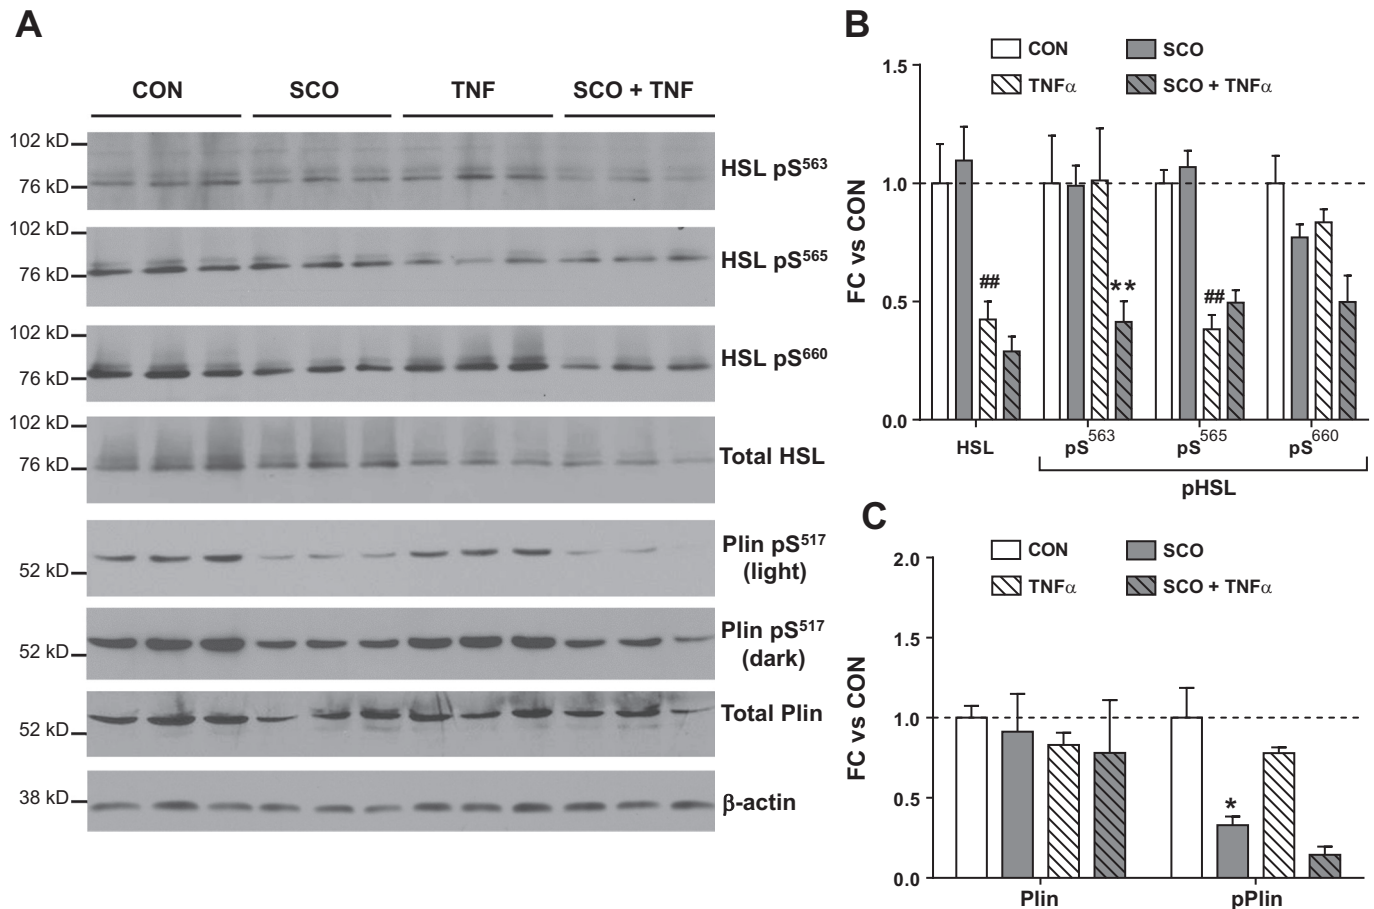 A
CON SCO TNF SCO + TNF
102 kD
76 kD
HSL pS563
102 kD
76 kD
HSL pS565
102 kD
76 kD
HSL pS660
102 kD
76 kD
Total HSL
52 kD
Plin pS517
(light)
52 kD
Plin pS517
(dark)
52 kD
Total Plin
38 kD
β-actin
B
CON SCO
TNFα SCO + TNFα
FC vs CON
1.5
1.0
0.5
0.0
##
**
##
HSL pS563 pS565 pS660
pHSL
C
CON SCO
TNFα SCO + TNFα
FC vs CON
2.0
1.5
1.0
0.5
0.0
*
Plin pPlin